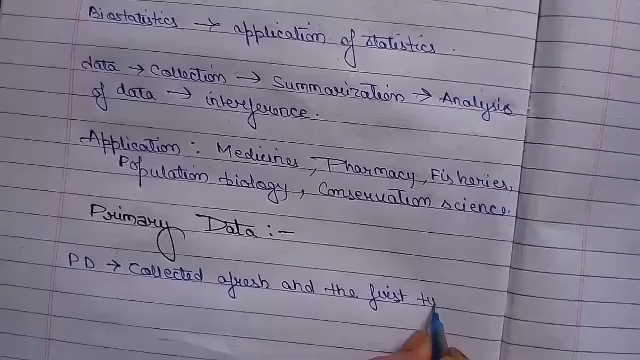 Biostatistics → application of statistics.
data → Collection → Summarization → Analysis
of data → interference.
Application: Medicines, Pharmacy, Fisheries,
Population biology, Conservation science.
Primary Data :-
PD → Collected afresh and the first